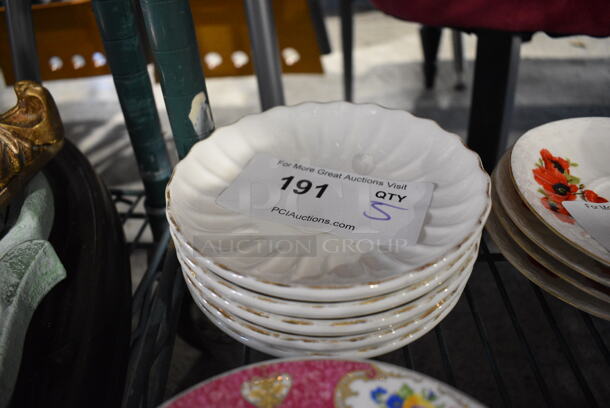 For More Great Auctions Visit
191
QTY
5
PCIAuctions.com
AUCTION GROUP